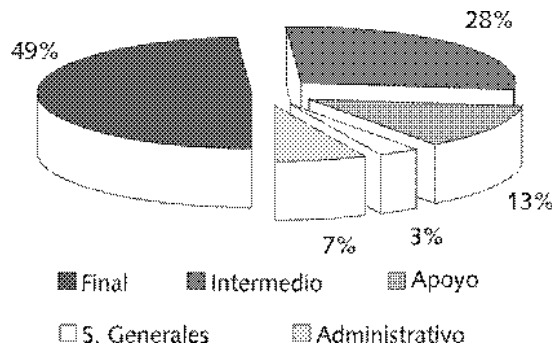 28%
49%
13%
7% 3%
Final Intermedio Apoyo
S. Generales Administrativo